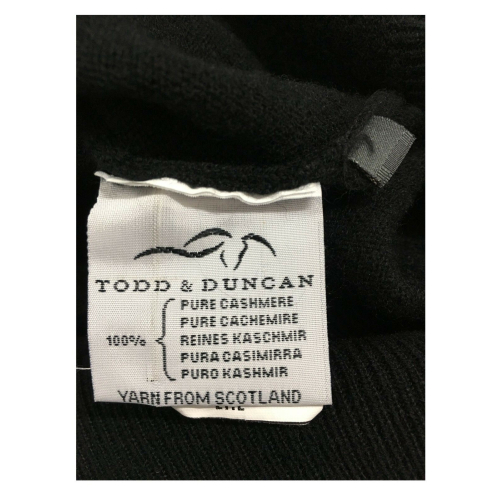 TODD & DUNCAN
100%
PURE CASHMERE
PURE CACHEMIRE
REINES KASCHMIR
PURA CASIMIRRA
PURO KASHMIR
YARN FROM SCOTLAND